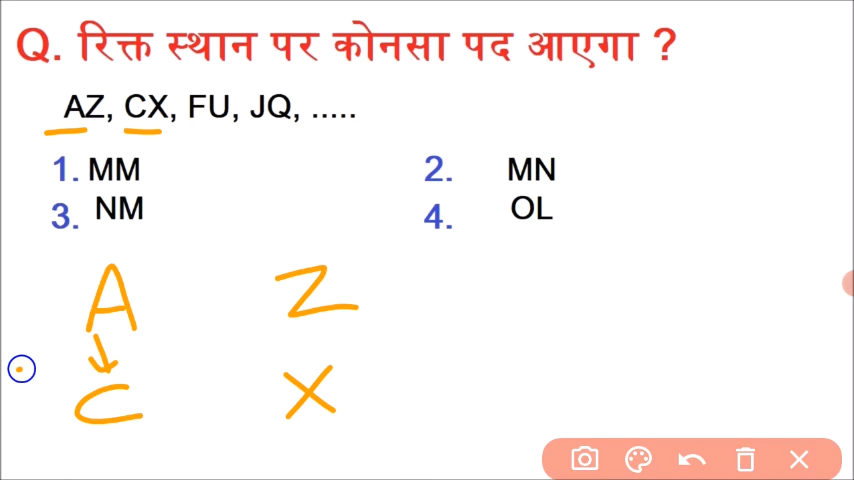 Q. रिक्त स्थान पर कोनसा पद आएगा ?
AZ, CX, FU, JQ, .....
1. MM 2. MN
3. NM 4. OL
A Z
C X